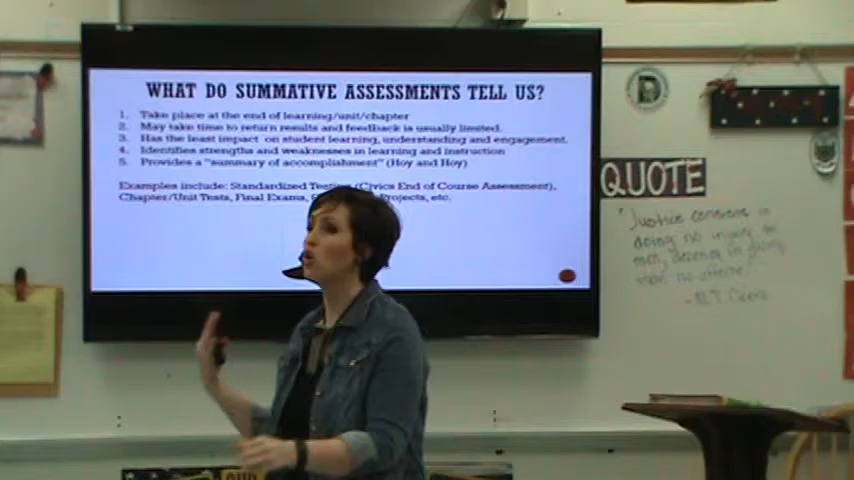 WHAT DO SUMMATIVE ASSESSMENTS TELL US?
1. Take place at the end of learning/unit/chapter
2. May take time to return results and feedback is usually limited.
3. Has the least impact on student learning, understanding and engagement.
4. Identifies strengths and weaknesses in learning and instruction
5. Provides a "summary of accomplishment" (Hoy and Hoy)
Examples include: Standardized Testing (Civics End of Course Assessment),
Chapter/Unit Tests, Final Exams, Projects, etc.
QUOTE
"Justice consists in
doing no injury to
men; decency in giving
them no offense"